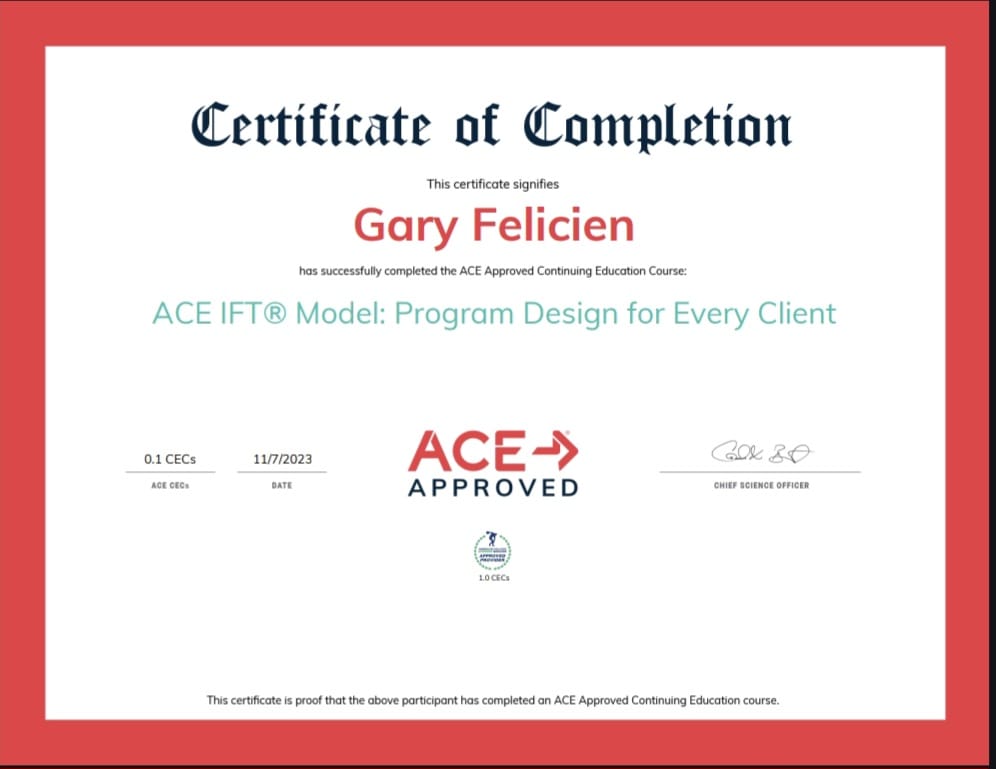 Certificate of Completion
This certificate signifies
Gary Felicien
has successfully completed the ACE Approved Continuing Education Course:
ACE IFT® Model: Program Design for Every Client
0.1 CECs
ACE CECs
11/7/2023
DATE
ACE
APPROVED
CHIEF SCIENCE OFFICER
APPROVED
PROVIDER
1.0 CECs
This certificate is proof that the above participant has completed an ACE Approved Continuing Education course.